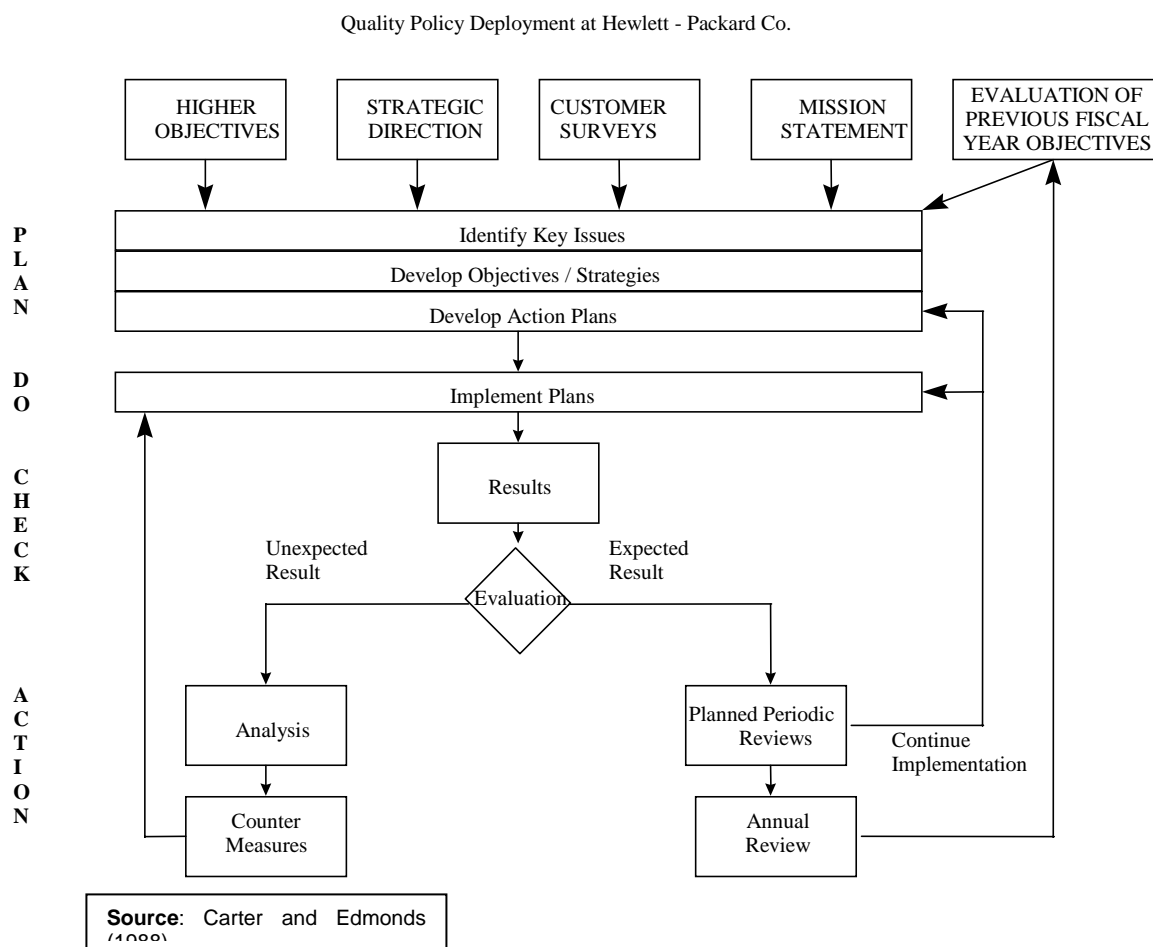 Quality Policy Deployment at Hewlett - Packard Co.
HIGHER
OBJECTIVES
STRATEGIC
DIRECTION
CUSTOMER
SURVEYS
MISSION
STATEMENT
EVALUATION OF
PREVIOUS FISCAL
YEAR OBJECTIVES
P
L
A
N
Identify Key Issues
Develop Objectives / Strategies
Develop Action Plans
D
O
Implement Plans
C
H
E
C
K
Results
Unexpected
Result
Expected
Result
Evaluation
A
C
T
I
O
N
Analysis
Planned Periodic
Reviews
Continue
Implementation
Counter
Measures
Annual
Review
Source: Carter and Edmonds
(1988)